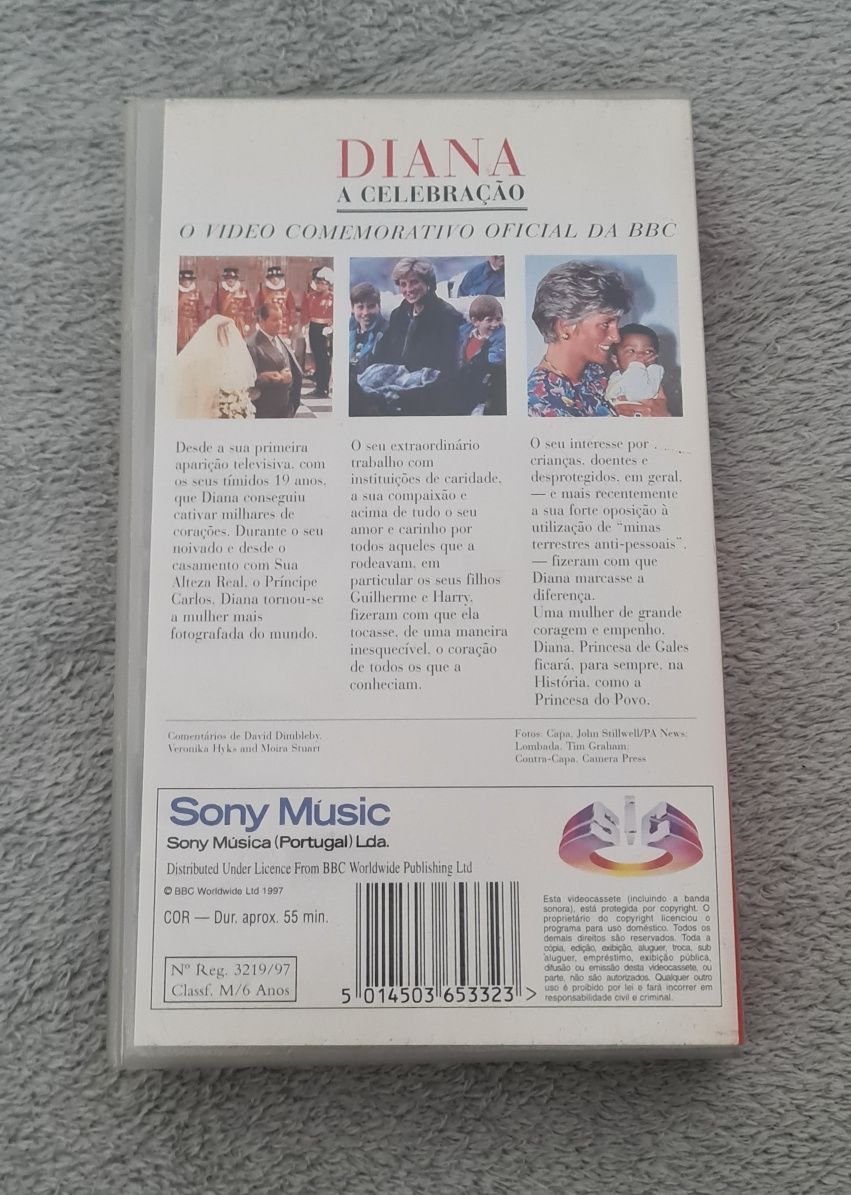 DIANA
A CELEBRAÇÃO
O VIDEO COMEMORATIVO OFICIAL DA BBC
Desde a sua primeira
aparição televisiva, com
os seus tímidos 19 anos,
que Diana conseguiu
cativar milhares de
corações. Durante o seu
noivado e desde o
casamento com Sua
Alteza Real, o Príncipe
Carlos, Diana tornou-se
a mulher mais
fotografada do mundo.
O seu extraordinário
trabalho com
instituições de caridade,
a sua compaixão e
acima de tudo o seu
amor e carinho por
todos aqueles que a
rodeavam, em
particular os seus filhos
Guilherme e Harry,
fizeram com que ela
tocasse, de uma maneira
inesquecível, o coração
de todos os que a
conheciam.
O seu interesse por
crianças, doentes e
desprotegidos, em geral,
— e mais recentemente
a sua forte oposição à
utilização de "minas
terrestres anti-pessoais",
— fizeram com que
Diana marcasse a
diferença.
Uma mulher de grande
coragem e empenho,
Diana, Princesa de Gales
ficará, para sempre, na
História, como a
Princesa do Povo.
Comentários de David Dimbleby,
Veronika Hyks and Moira Stuart
Fotos: Capa, John Stillwell/PA News;
Lombada, Tim Graham;
Contra-Capa, Camera Press
Sony Music
Sony Música (Portugal) Lda.
Distributed Under Licence From BBC Worldwide Publishing Ltd
© BBC Worldwide Ltd 1997
COR — Dur. aprox. 55 min.
Nº Reg. 3219/97
Classf. M/6 Anos
5 014503 653323 >
SIC
Esta videocassete (incluindo a banda
sonora), está protegida por copyright. O
proprietário do copyright licenciou o
programa para uso doméstico. Todos os
demais direitos são reservados. Toda a
cópia, edição, exibição, aluguer, troca, sub
aluguer, empréstimo, exibição pública,
difusão ou emissão desta videocassete, ou
parte, não são autorizados. Qualquer outro
uso é proibido por lei e fará incorrer em
responsabilidade civil e criminal.